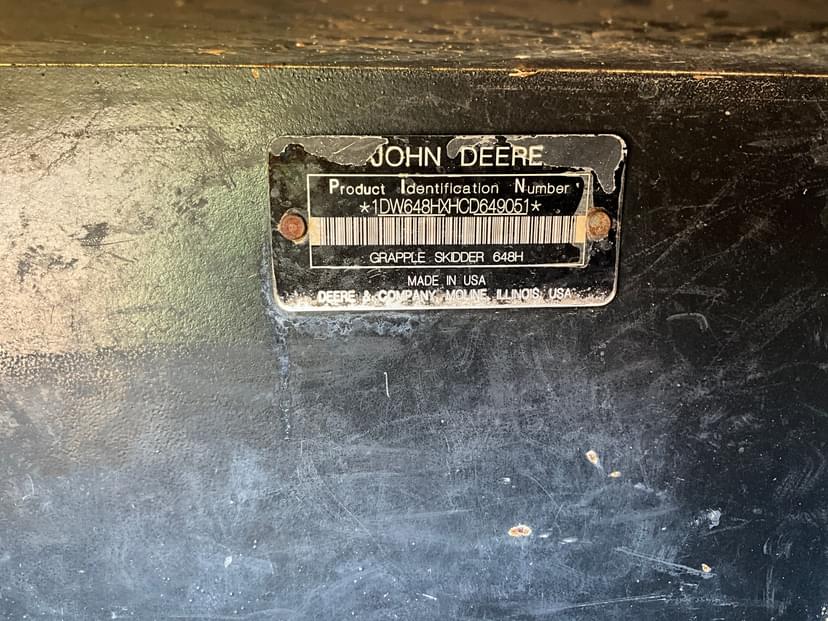 JOHN DEERE
Product Identification Number
*1DW648HXHCD649051*
GRAPPLE SKIDDER 648H
MADE IN USA
DEERE & COMPANY MOLINE, ILLINOIS, USA